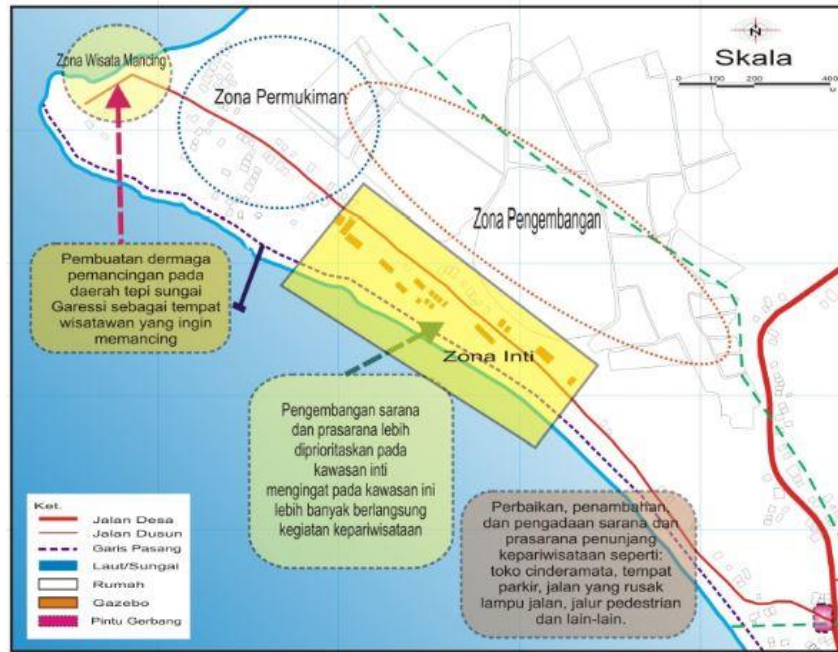 Zona Wisata Mancing
Zona Permukiman
N
Skala
0 100 200 400
M
Zona Pengembangan
Pembuatan dermaga
pemancingan pada
daerah tepi sungai
Garessi sebagai tempat
wisatawan yang ingin
memancing
Zona Inti
Pengembangan sarana
dan prasarana lebih
diprioritaskan pada
kawasan inti
mengingat pada kawasan ini
lebih banyak berlangsung
kegiatan kepariwisataan
Perbaikan, penambahan,
dan pengadaan sarana dan
prasarana penunjang
kepariwisataan seperti:
toko cinderamata, tempat
parkir, jalan yang rusak
lampu jalan, jalur pedestrian
dan lain-lain.
Ket.
Jalan Desa
Jalan Dusun
Garis Pasang
Laut/Sungai
Rumah
Gazebo
Pintu Gerbang